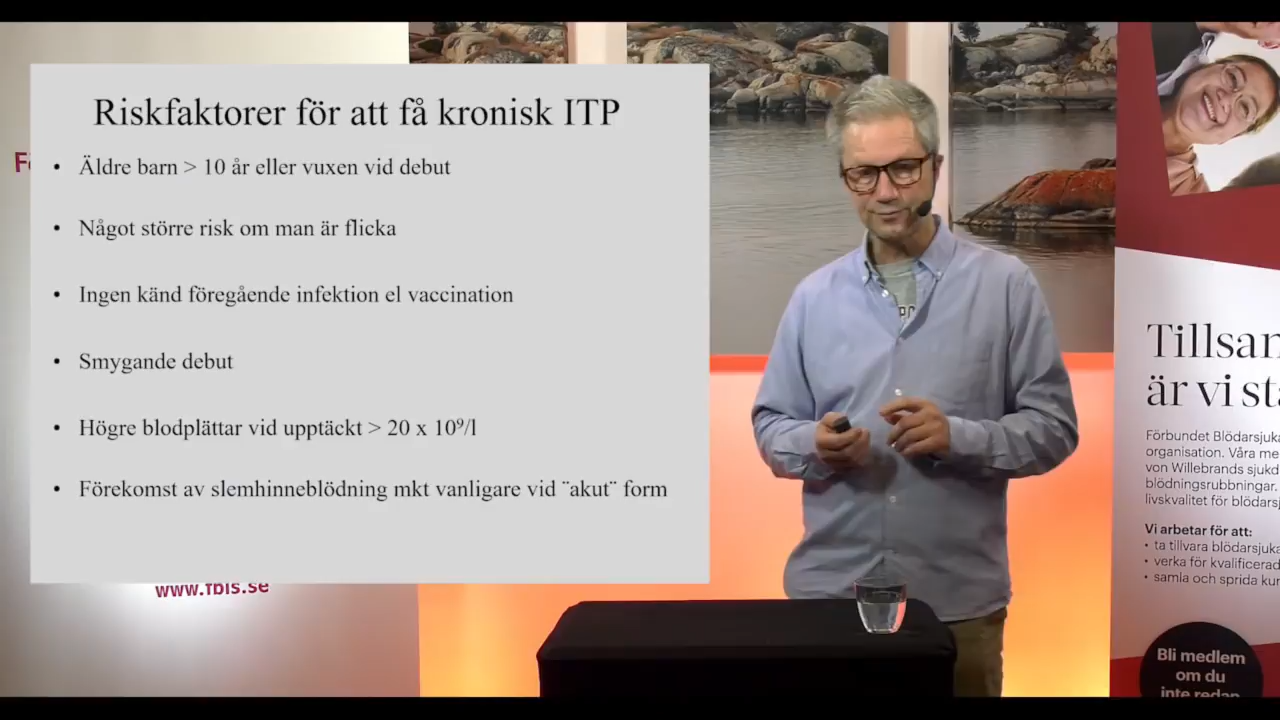 Riskfaktorer för att få kronisk ITP
• Äldre barn > 10 år eller vuxen vid debut
• Något större risk om man är flicka
• Ingen känd föregående infektion el vaccination
• Smygande debut
• Högre blodplättar vid upptäckt > 20 x 10⁹/l
• Förekomst av slemhinneblödning mkt vanligare vid ¨akut¨ form
www.fbis.se
Tillsan
är vi st
Förbundet Blödarsjuka
organisation. Våra me
von Willebrands sjukd
blödningsrubbningar.
livskvalitet för blödarsj
Vi arbetar för att:
• ta tillvara blödarsjuka
• verka för kvalificerad
• samla och sprida kun
Bli medlem
om du
inte redan